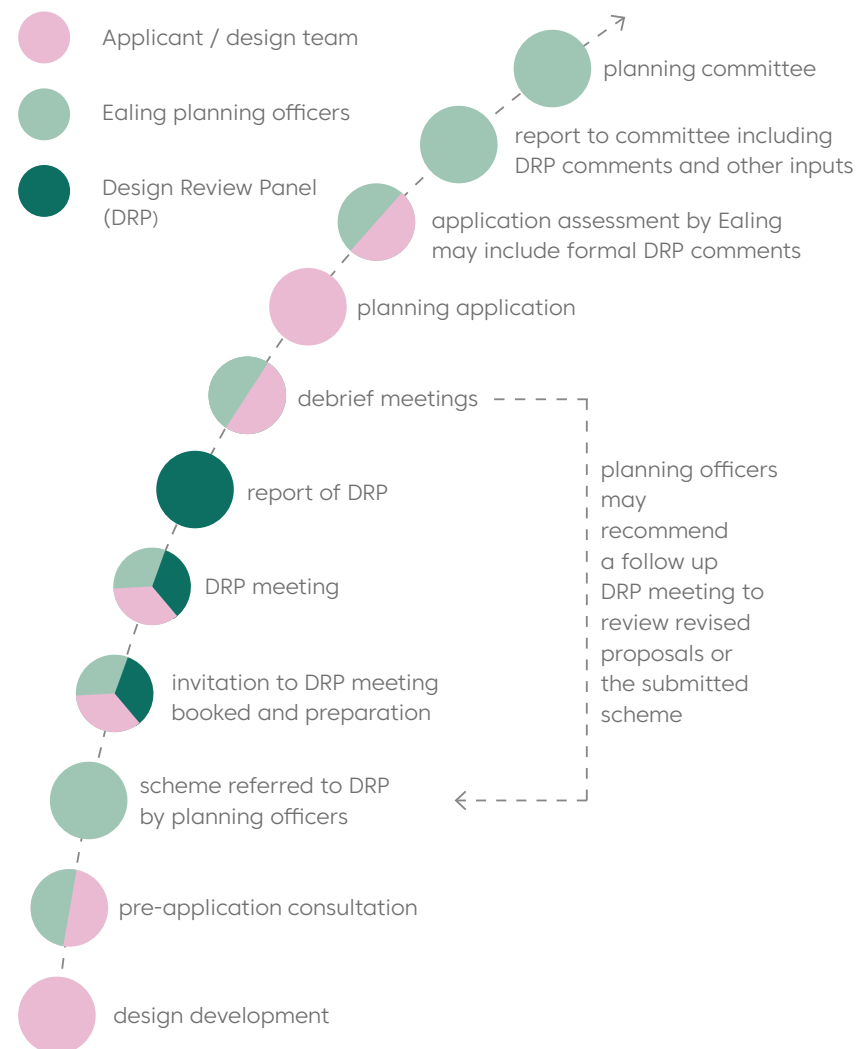 Applicant / design team
Ealing planning officers
Design Review Panel
(DRP)
planning committee
report to committee including
DRP comments and other inputs
application assessment by Ealing
may include formal DRP comments
planning application
debrief meetings
planning officers
may
recommend
a follow up
DRP meeting to
review revised
proposals or
the submitted
scheme
report of DRP
DRP meeting
invitation to DRP meeting
booked and preparation
scheme referred to DRP
by planning officers
pre-application consultation
design development